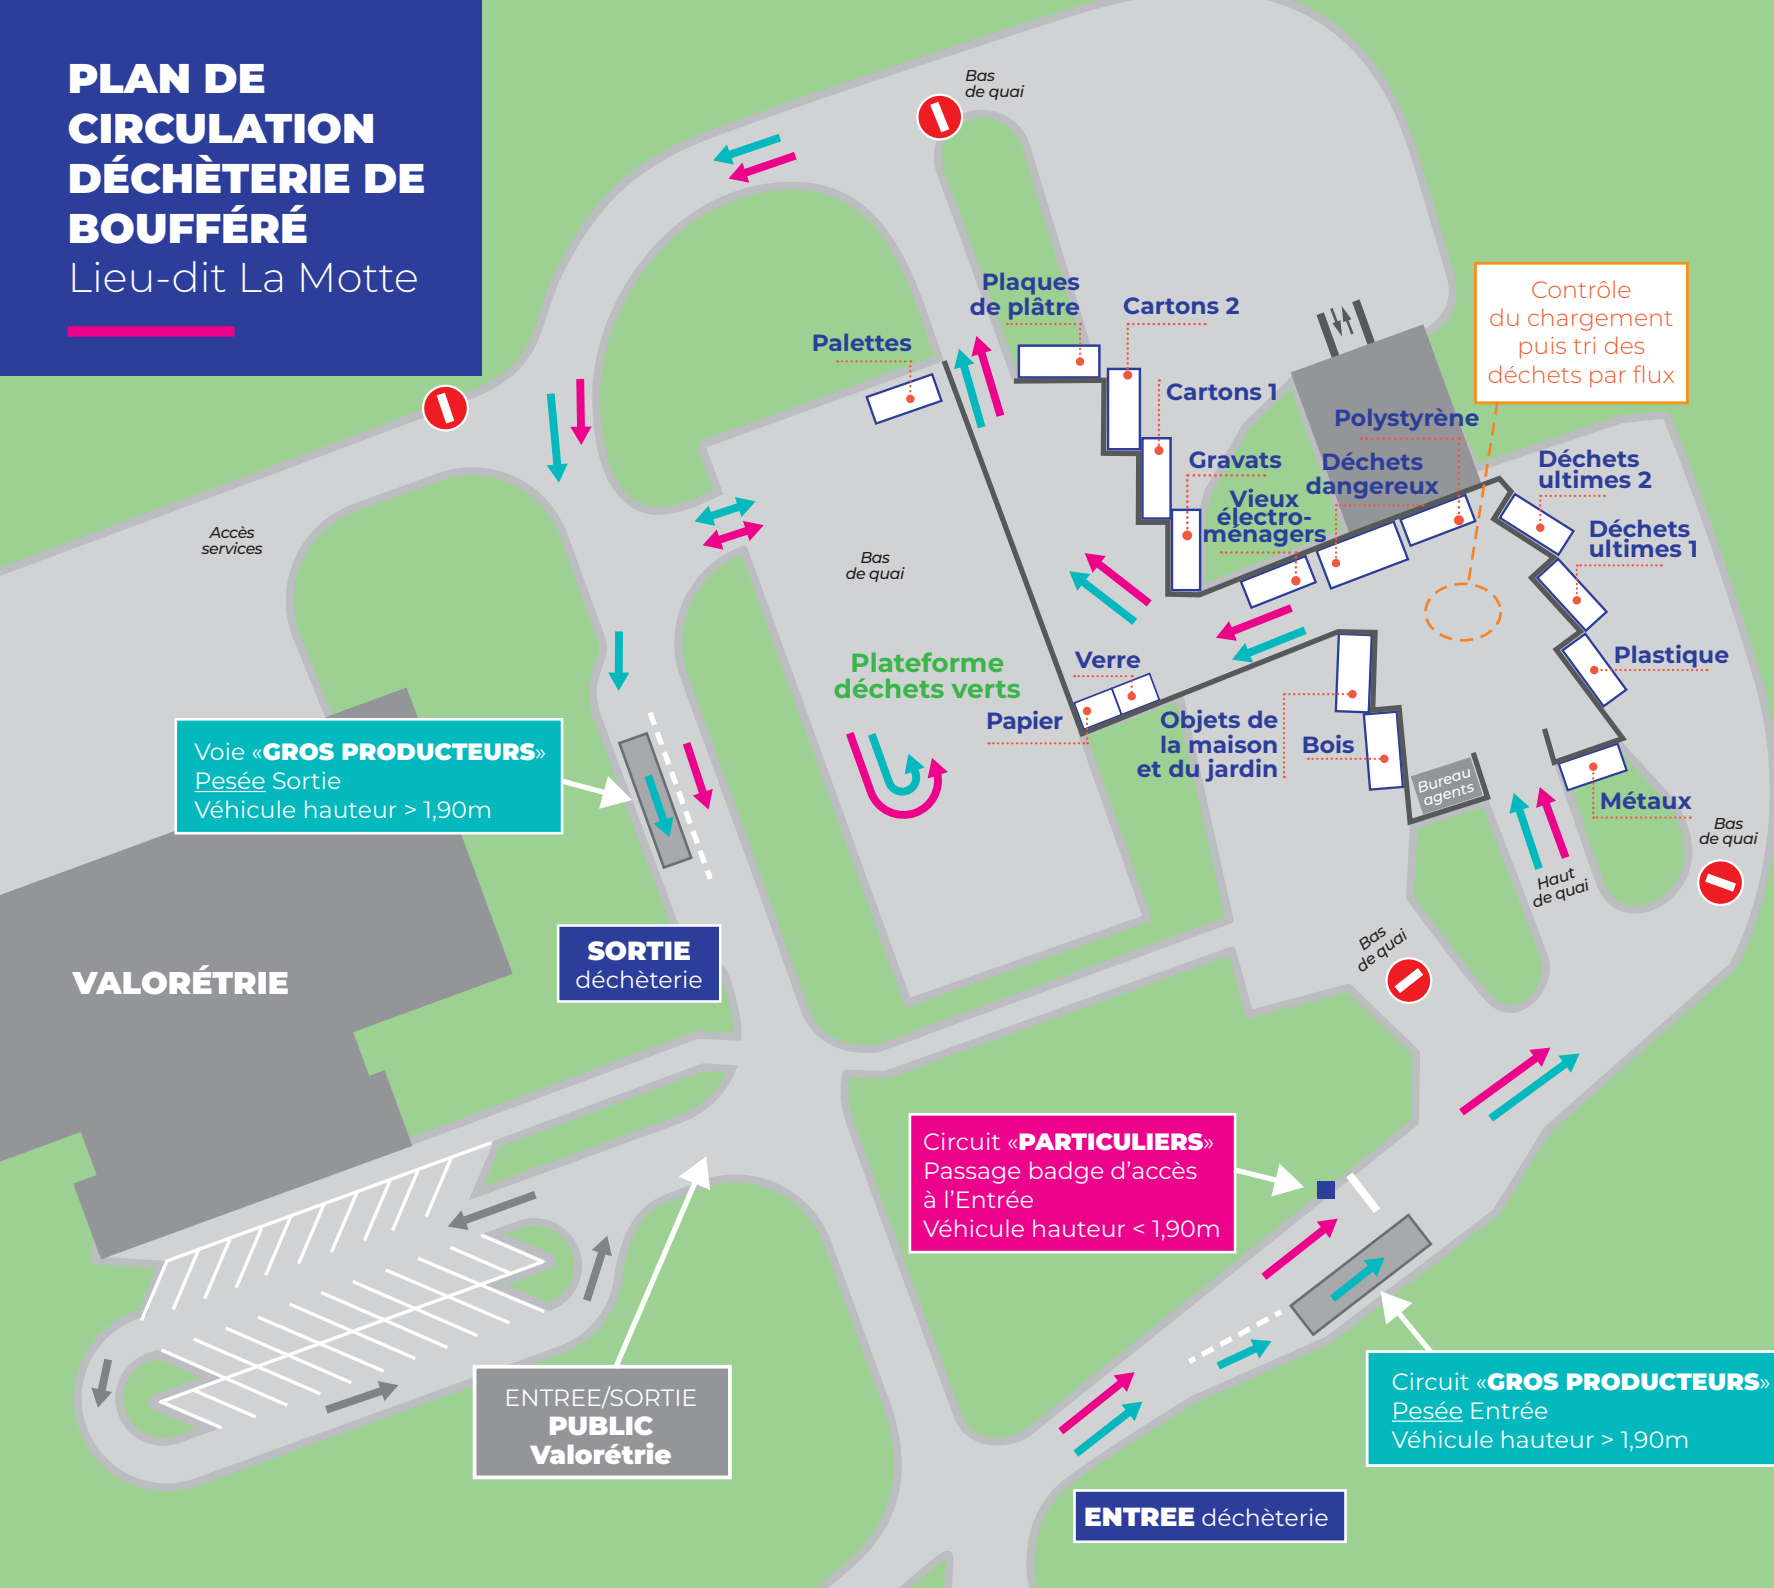 PLAN DE
CIRCULATION
DÉCHÈTERIE DE
BOUFFÉRÉ
Lieu-dit La Motte
Bas
de quai
Plaques
de plâtre
Cartons 2
Palettes
Cartons 1
Contrôle
du chargement
puis tri des
déchets par flux
Polystyrène
Gravats
Déchets
dangereux
Déchets
ultimes 2
Vieux
électro-
ménagers
Déchets
ultimes 1
Accès
services
Bas
de quai
Plateforme
déchets verts
Verre
Papier
Plastique
Objets de
la maison
et du jardin
Bois
Bureau
agents
Métaux
Bas
de quai
Haut
de quai
Bas
de quai
Voie «GROS PRODUCTEURS»
Pesée Sortie
Véhicule hauteur > 1,90m
VALORÉTRIE
SORTIE
déchèterie
Circuit «PARTICULIERS»
Passage badge d'accès
à l'Entrée
Véhicule hauteur < 1,90m
ENTREE/SORTIE
PUBLIC
Valorétrie
Circuit «GROS PRODUCTEURS»
Pesée Entrée
Véhicule hauteur > 1,90m
ENTREE déchèterie